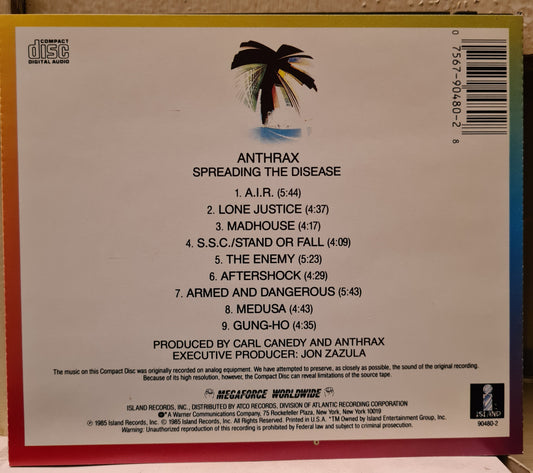 COMPACT
disc
DIGITAL AUDIO
0 7567-90480-2 8
ANTHRAX
SPREADING THE DISEASE
1. A.I.R. (5:44)
2. LONE JUSTICE (4:37)
3. MADHOUSE (4:17)
4. S.S.C./STAND OR FALL (4:09)
5. THE ENEMY (5:23)
6. AFTERSHOCK (4:29)
7. ARMED AND DANGEROUS (5:43)
8. MEDUSA (4:43)
9. GUNG-HO (4:35)
PRODUCED BY CARL CANEDY AND ANTHRAX
EXECUTIVE PRODUCER: JON ZAZULA
The music on this Compact Disc was originally recorded on analog equipment. We have attempted to preserve, as closely as possible, the sound of the original recording.
Because of its high resolution, however, the Compact Disc can reveal limitations of the source tape.
MEGAFORCE WORLDWIDE
ISLAND RECORDS, INC., DISTRIBUTED BY ATCO RECORDS, DIVISION OF ATLANTIC RECORDING CORPORATION
A Warner Communications Company, 75 Rockefeller Plaza, New York, New York 10019
℗ 1985 Island Records, Inc. © 1985 Island Records, Inc. All Rights Reserved. Printed in U.S.A. *TM Owned by Island Entertainment Group, Inc.
Warning: Unauthorized reproduction of this recording is prohibited by Federal law and subject to criminal prosecution.
ISLAND
90480-2